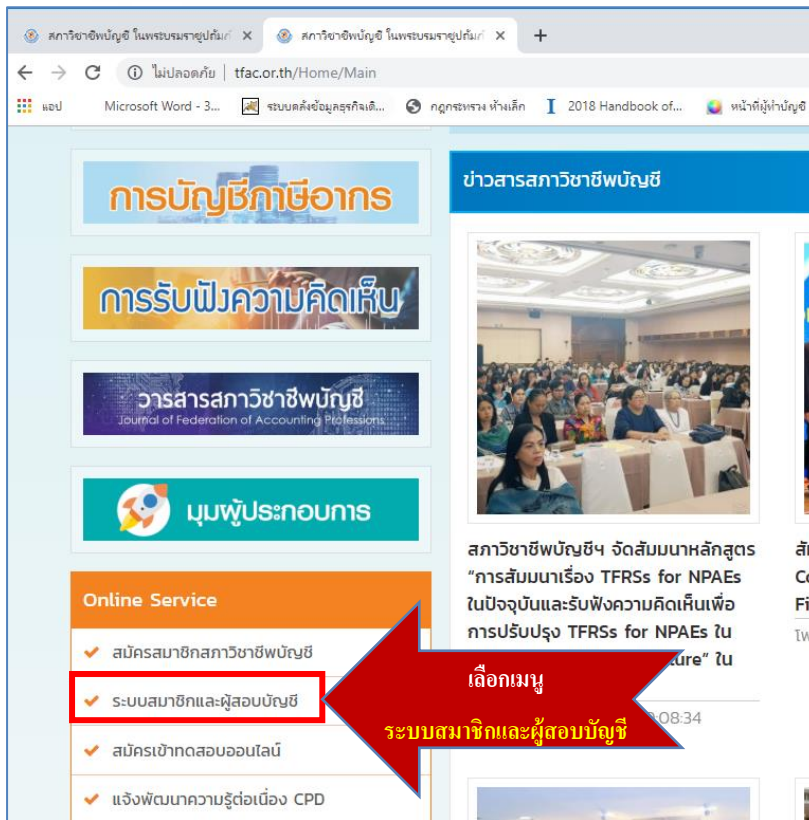 สภาวิชาชีพบัญชี ในพระบรมราชูปถัมภ์
สภาวิชาชีพบัญชี ในพระบรมราชูปถัมภ์
ไม่ปลอดภัย | tfac.or.th/Home/Main
แอป
Microsoft Word - 3...
ระบบคลังข้อมูลธุรกิจเดิ...
กฎกระทรวง ห้างเล็ก
2018 Handbook of...
หน้าที่ผู้ทำบัญชี
การบัญชีภาษีอากร
การรับฟังความคิดเห็น
วารสารสภาวิชาชีพบัญชี
Journal of Federation of Accounting Professions
มุมผู้ประกอบการ
Online Service
สมัครสมาชิกสภาวิชาชีพบัญชี
ระบบสมาชิกและผู้สอบบัญชี
สมัครเข้าทดสอบออนไลน์
แจ้งพัฒนาความรู้ต่อเนื่อง CPD
เลือกเมนู
ระบบสมาชิกและผู้สอบบัญชี
ข่าวสารสภาวิชาชีพบัญชี
สภาวิชาชีพบัญชีฯ จัดสัมมนาหลักสูตร
“การสัมมนาเรื่อง TFRSs for NPAEs
ในปัจจุบันและรับฟังความคิดเห็นเพื่อ
การปรับปรุง TFRSs for NPAEs ใน
ture” ใน
:08:34
สั
Co
Fi
โพ